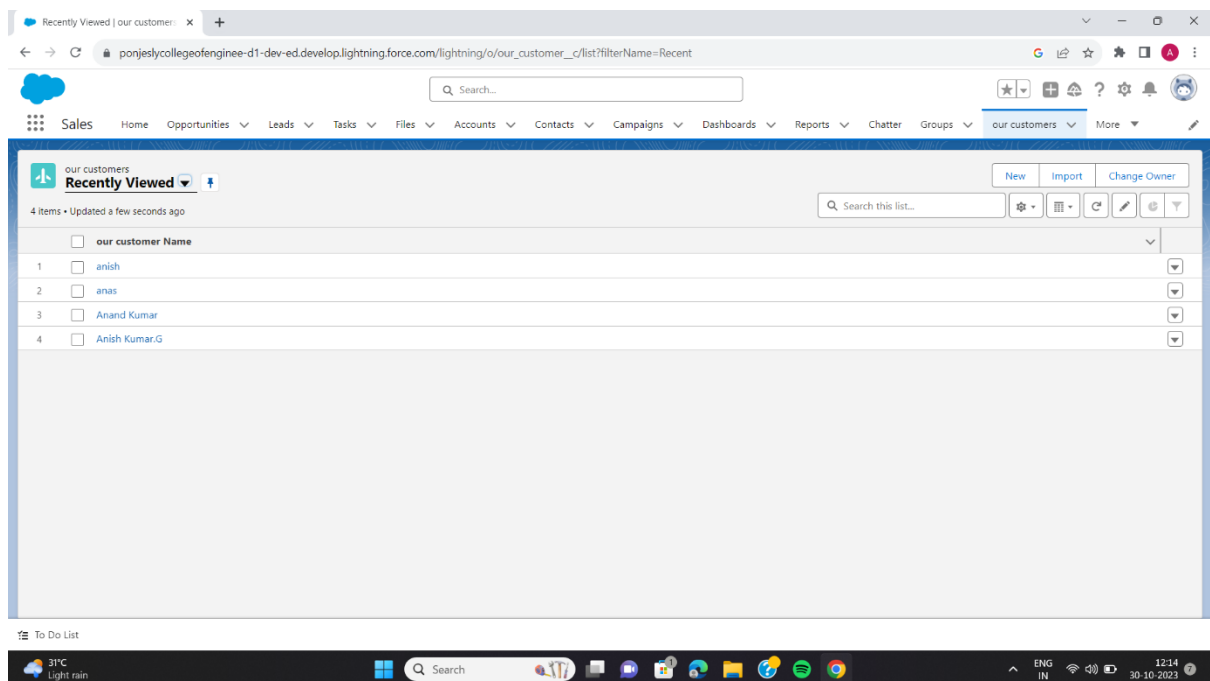 Recently Viewed | our customers
ponjeslycollegeofenginee-d1-dev-ed.develop.lightning.force.com/lightning/o/our_customer__c/list?filterName=Recent
G
A
Search...
Sales Home Opportunities Leads Tasks Files Accounts Contacts Campaigns Dashboards Reports Chatter Groups our customers More
our customers
Recently Viewed
New Import Change Owner
4 items • Updated a few seconds ago
Search this list...
our customer Name
1 anish
2 anas
3 Anand Kumar
4 Anish Kumar.G
To Do List
31°C
Light rain
Search
ENG
IN
12:14
30-10-2023